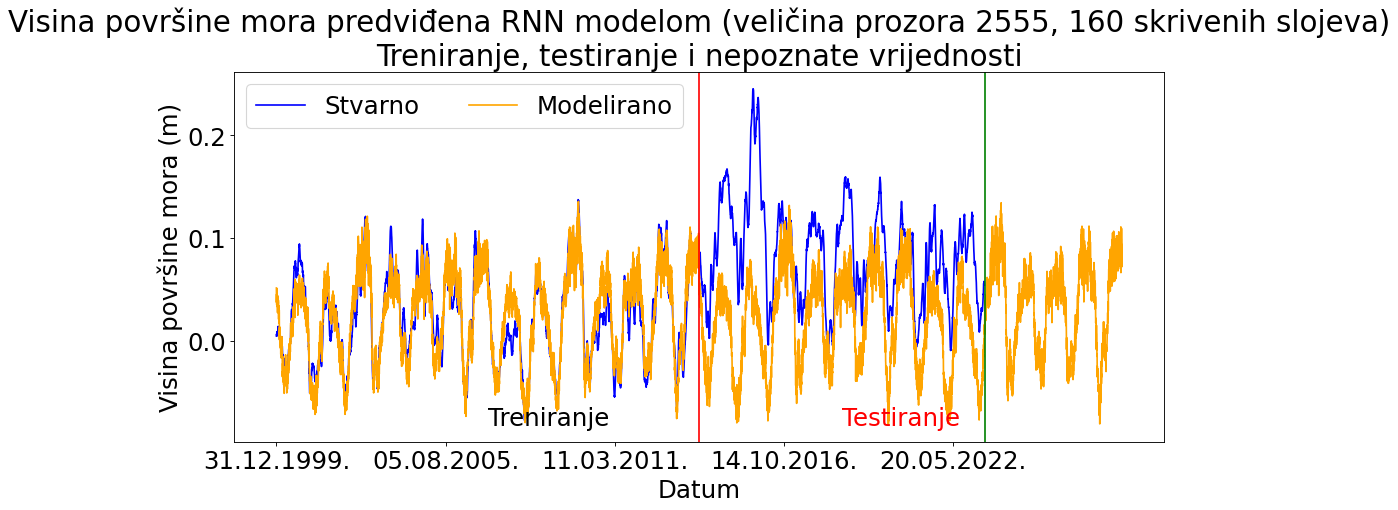 Visina površine mora predviđena RNN modelom (veličina prozora 2555, 160 skrivenih slojeva)
Treniranje, testiranje i nepoznate vrijednosti
Stvarno
Modelirano
Visina površine mora (m)
0.2
0.1
0.0
Treniranje
Testiranje
31.12.1999.
05.08.2005.
11.03.2011.
14.10.2016.
20.05.2022.
Datum